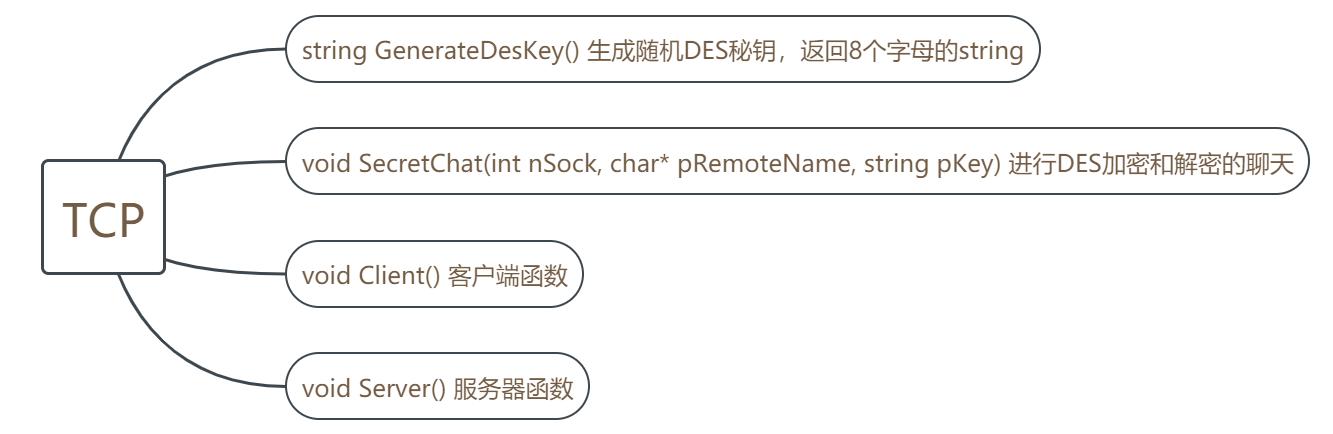 string GenerateDesKey() 生成随机DES秘钥，返回8个字母的string
void SecretChat(int nSock, char* pRemoteName, string pKey) 进行DES加密和解密的聊天
TCP
void Client() 客户端函数
void Server() 服务器函数